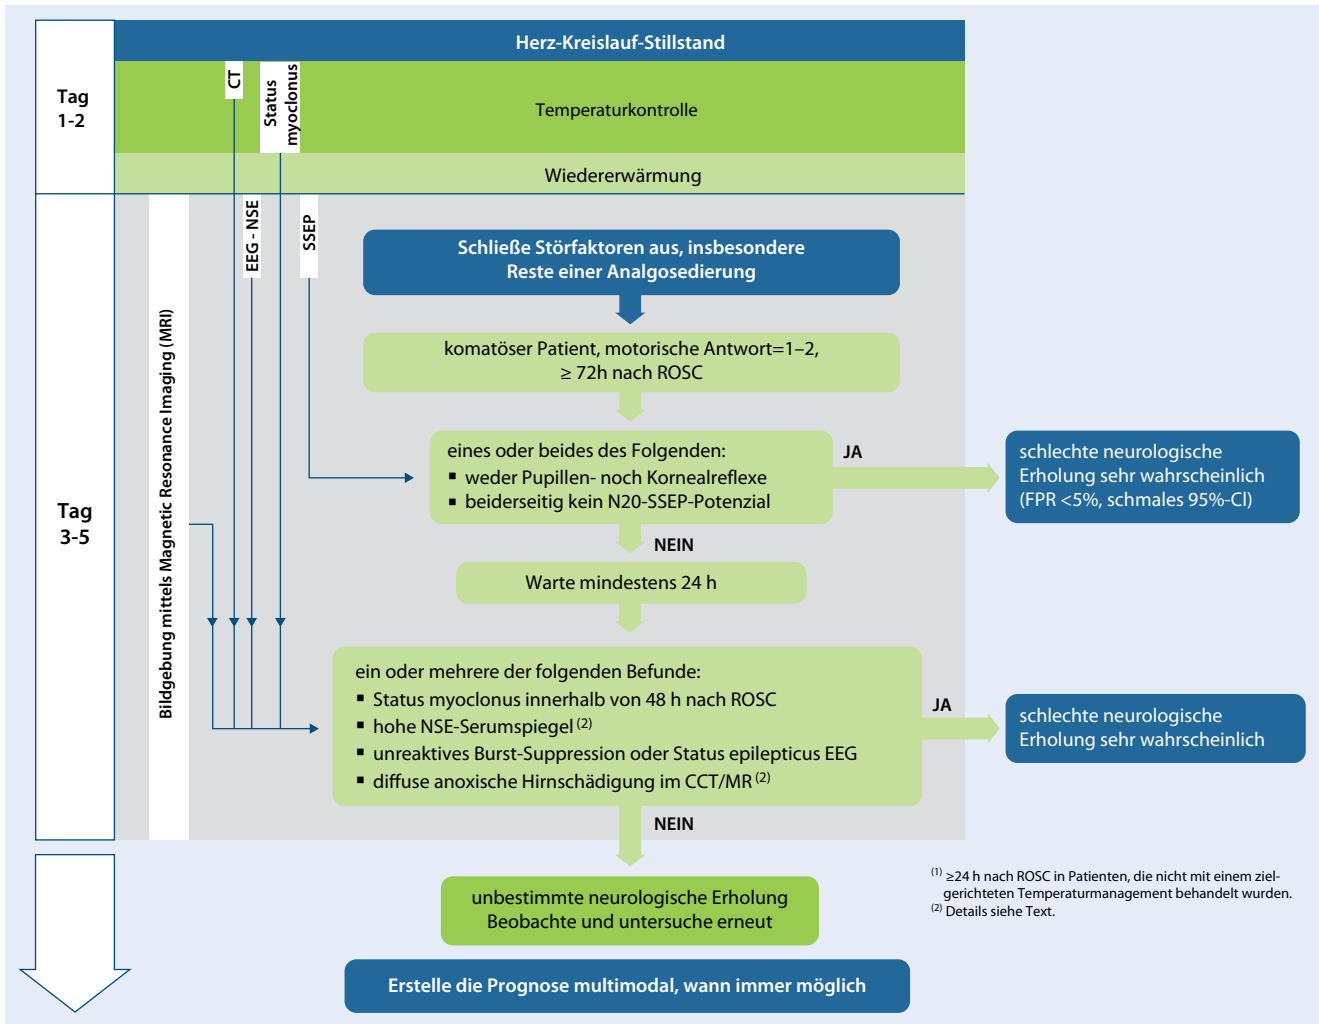 Herz-Kreislauf-Stillstand
Tag
1-2
CT
Status
myoclonus
Temperaturkontrolle
Wiedererwärmung
Tag
3-5
Bildgebung mittels Magnetic Resonance Imaging (MRI)
EEG - NSE
SSEP
Schließe Störfaktoren aus, insbesondere
Reste einer Analgosedierung
komatöser Patient, motorische Antwort=1–2,
≥ 72h nach ROSC
eines oder beides des Folgenden:
▪ weder Pupillen- noch Kornealreflexe
▪ beiderseitig kein N20-SSEP-Potenzial
JA
schlechte neurologische
Erholung sehr wahrscheinlich
(FPR <5%, schmales 95%-CI)
NEIN
Warte mindestens 24 h
ein oder mehrere der folgenden Befunde:
▪ Status myoclonus innerhalb von 48 h nach ROSC
▪ hohe NSE-Serumspiegel (2)
▪ unreaktives Burst-Suppression oder Status epilepticus EEG
▪ diffuse anoxische Hirnschädigung im CCT/MR (2)
JA
schlechte neurologische
Erholung sehr wahrscheinlich
NEIN
unbestimmte neurologische Erholung
Beobachte und untersuche erneut
(1) ≥24 h nach ROSC in Patienten, die nicht mit einem ziel-
gerichteten Temperaturmanagement behandelt wurden.
(2) Details siehe Text.
Erstelle die Prognose multimodal, wann immer möglich